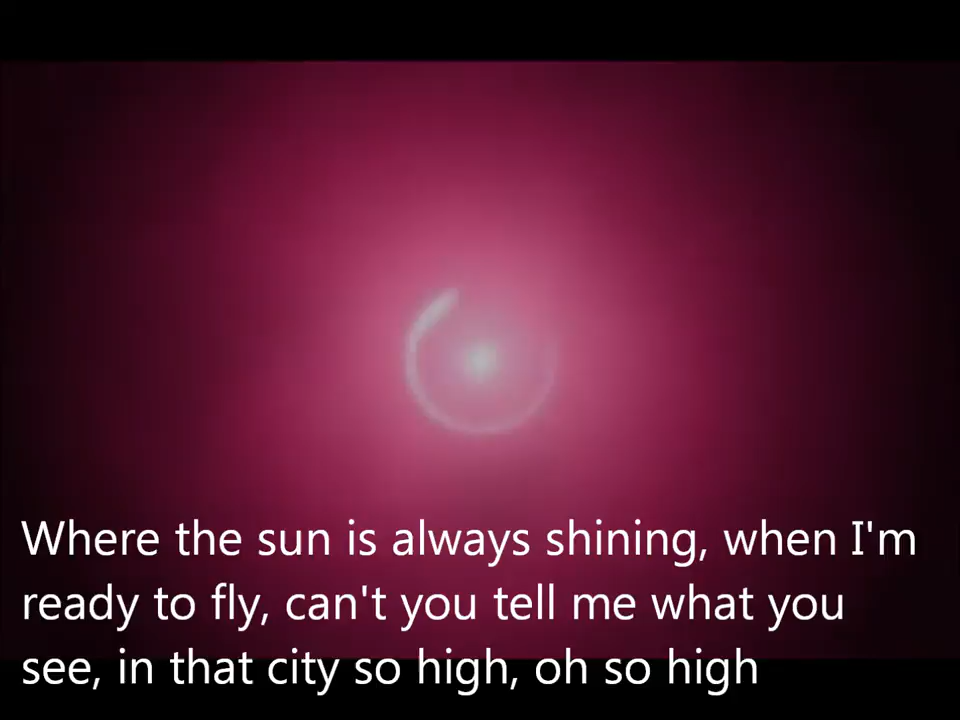 Where the sun is always shining, when I'm
ready to fly, can't you tell me what you
see, in that city so high, oh so high